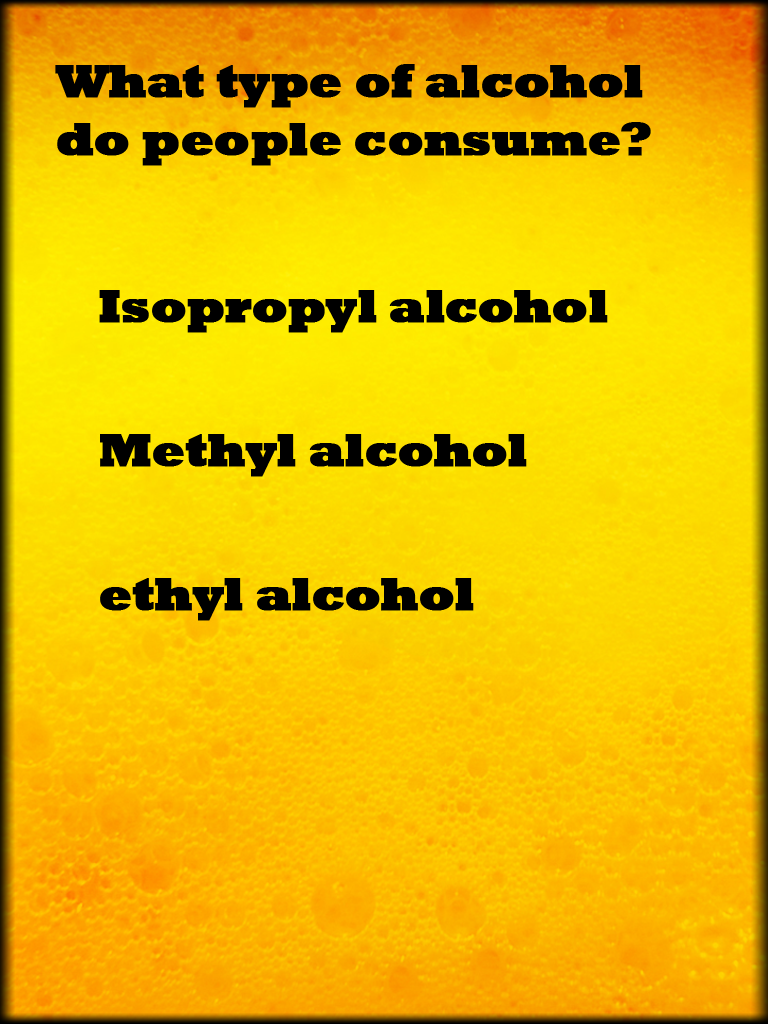 What type of alcohol
do people consume?
Isopropyl alcohol
Methyl alcohol
ethyl alcohol